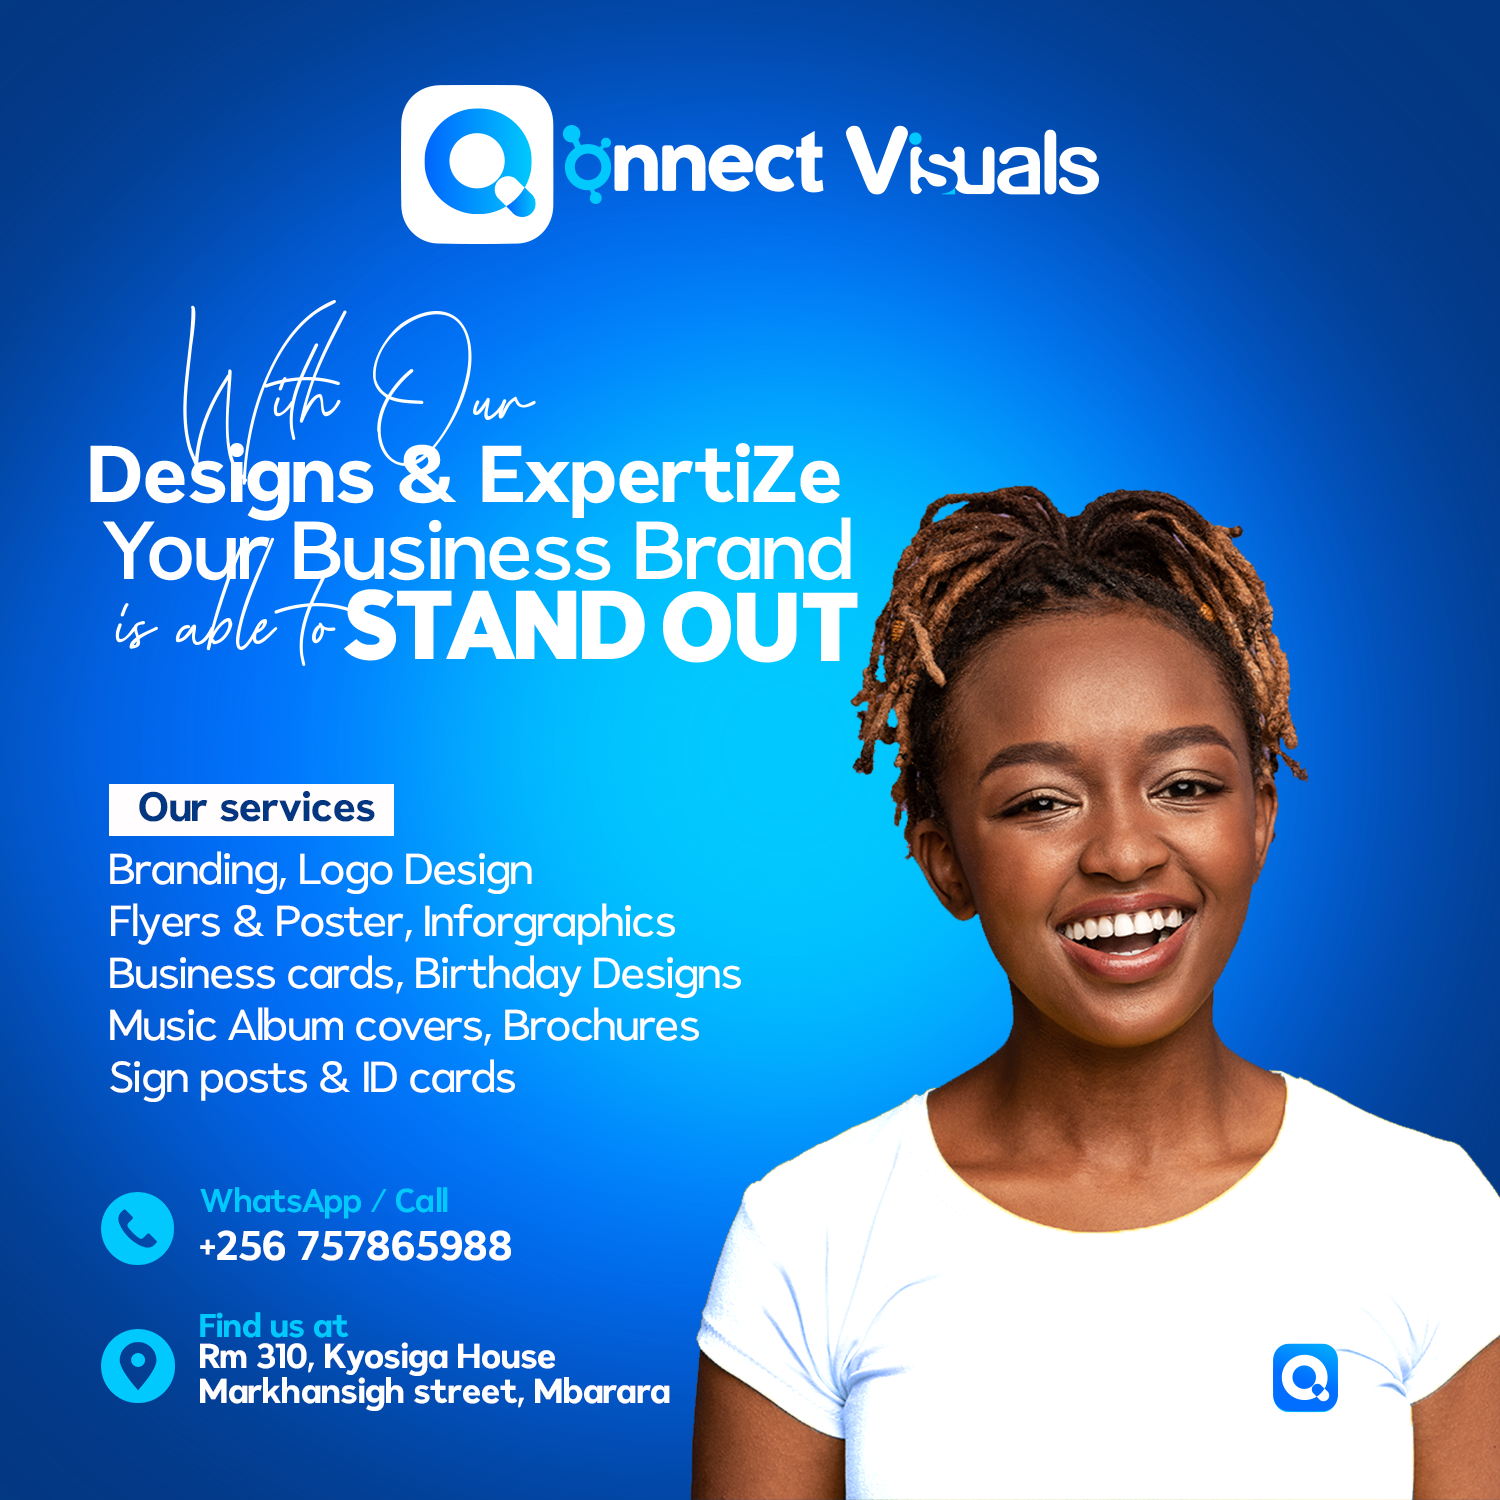 Qonnect Visuals
With Our
Designs & ExpertiZe
Your Business Brand
is able to STAND OUT
Our services
Branding, Logo Design
Flyers & Poster, Inforgraphics
Business cards, Birthday Designs
Music Album covers, Brochures
Sign posts & ID cards
WhatsApp / Call
+256 757865988
Find us at
Rm 310, Kyosiga House
Markhansigh street, Mbarara